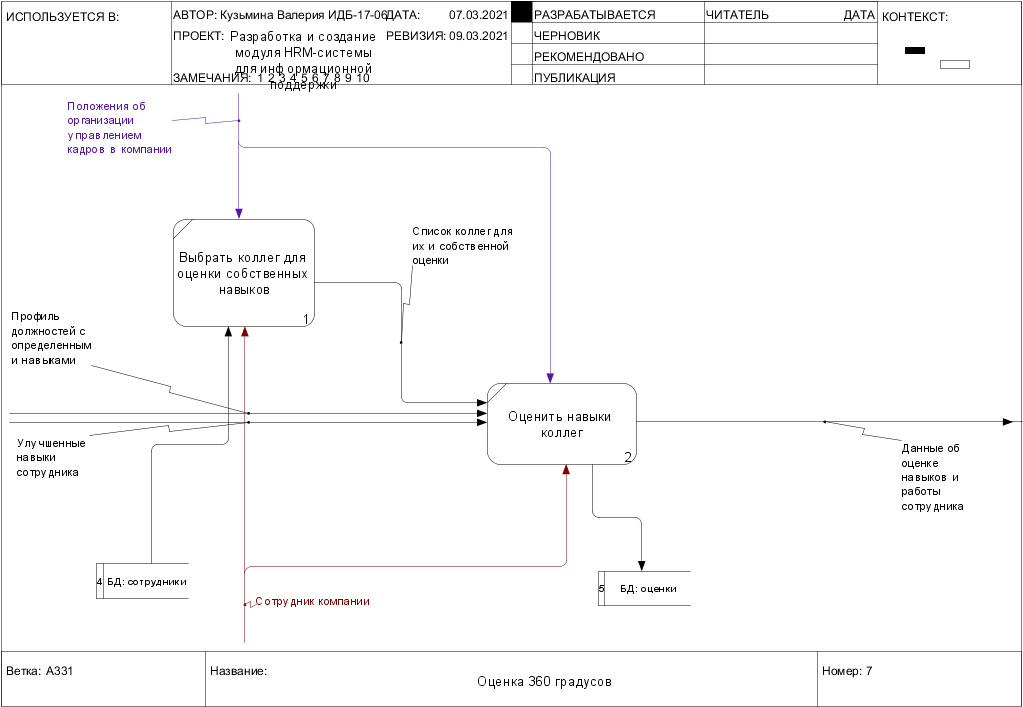 ИСПОЛЬЗУЕТСЯ В:
АВТОР: Кузьмина Валерия ИДБ-17-06
ДАТА: 07.03.2021
РАЗРАБАТЫВАЕТСЯ
ЧИТАТЕЛЬ
ДАТА
КОНТЕКСТ:
ПРОЕКТ: Разработка и создание
модуля HRM-системы
для информационной
поддержки
РЕВИЗИЯ: 09.03.2021
ЧЕРНОВИК
РЕКОМЕНДОВАНО
ЗАМЕЧАНИЯ: 1 2 3 4 5 6 7 8 9 10
ПУБЛИКАЦИЯ
Положения об
организации
управлением
кадров в компании
Выбрать коллег для
оценки собственных
навыков
1
Список коллег для
их и собственной
оценки
Профиль
должностей с
определенным
и навыками
Оценить навыки
коллег
2
Улучшенные
навыки
сотрудника
Данные об
оценке
навыков и
работы
сотрудника
4 БД: сотрудники
5 БД: оценки
Сотрудник компании
Ветка: А331
Название:
Оценка 360 градусов
Номер: 7